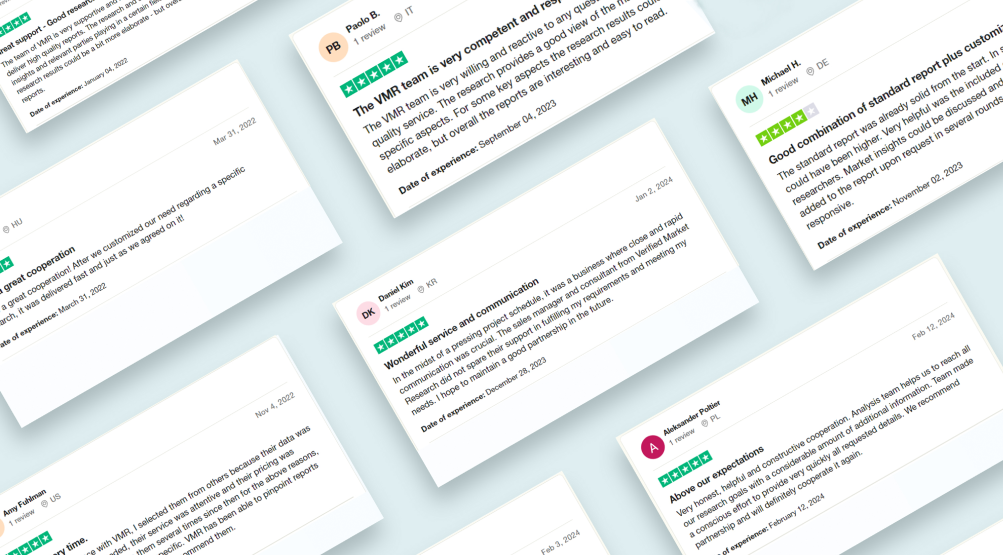 reat support - Good research
The team of VMR is very supportive and
deliver high quality reports. The research and
insights and relevant parties playing in a certain fiel
research results could be a bit more elaborate - but over
reports.
Date of experience: January 04, 2022
PB
Paolo B.
1 review
IT
The VMR team is very competent and resp
The VMR team is very willing and reactive to any ques
quality service. The research provides a good view of the m
specific aspects. For some key aspects the research results could
elaborate, but overall the reports are interesting and easy to read.
Date of experience: September 04, 2023
MH
Michael H.
1 review
DE
Good combination of standard report plus customiz
The standard report was already solid from the start. In s
could have been higher. Very helpful was the included a
researchers. Market insights could be discussed and
added to the report upon request in several rounds
responsive.
Date of experience: November 02, 2023
HU
Mar 31, 2022
a great cooperation
a great cooperation! After we customized our need regarding a specific
arch, it was delivered fast and just as we agreed on it!
ate of experience: March 31, 2022
DK
Daniel Kim
1 review
KR
Jan 2, 2024
Wonderful service and communication
In the midst of a pressing project schedule, it was a business where close and rapid
communication was crucial. The sales manager and consultant from Verified Market
Research did not spare their support in fulfilling my requirements and meeting my
needs. I hope to maintain a good partnership in the future.
Date of experience: December 28, 2023
A
Aleksander Poltier
1 review
PL
Feb 12, 2024
Above our expectations
Very honest, helpful and constructive cooperation. Analysis team helps us to reach all
our research goals with a considerable amount of additional information. Team made
a conscious effort to provide very quickly all requested details. We recommend
partnership and will definitely cooperate it again.
of experience: February 12, 2024
Amy Fuhlman
1 review
US
Nov 4, 2022
ry time.
ce with VMR, I selected them from others because their data was
ded, their service was attentive and their pricing was
them several times since then for the above reasons,
pecific. VMR has been able to pinpoint reports
ommend them.
Feb 3, 2024